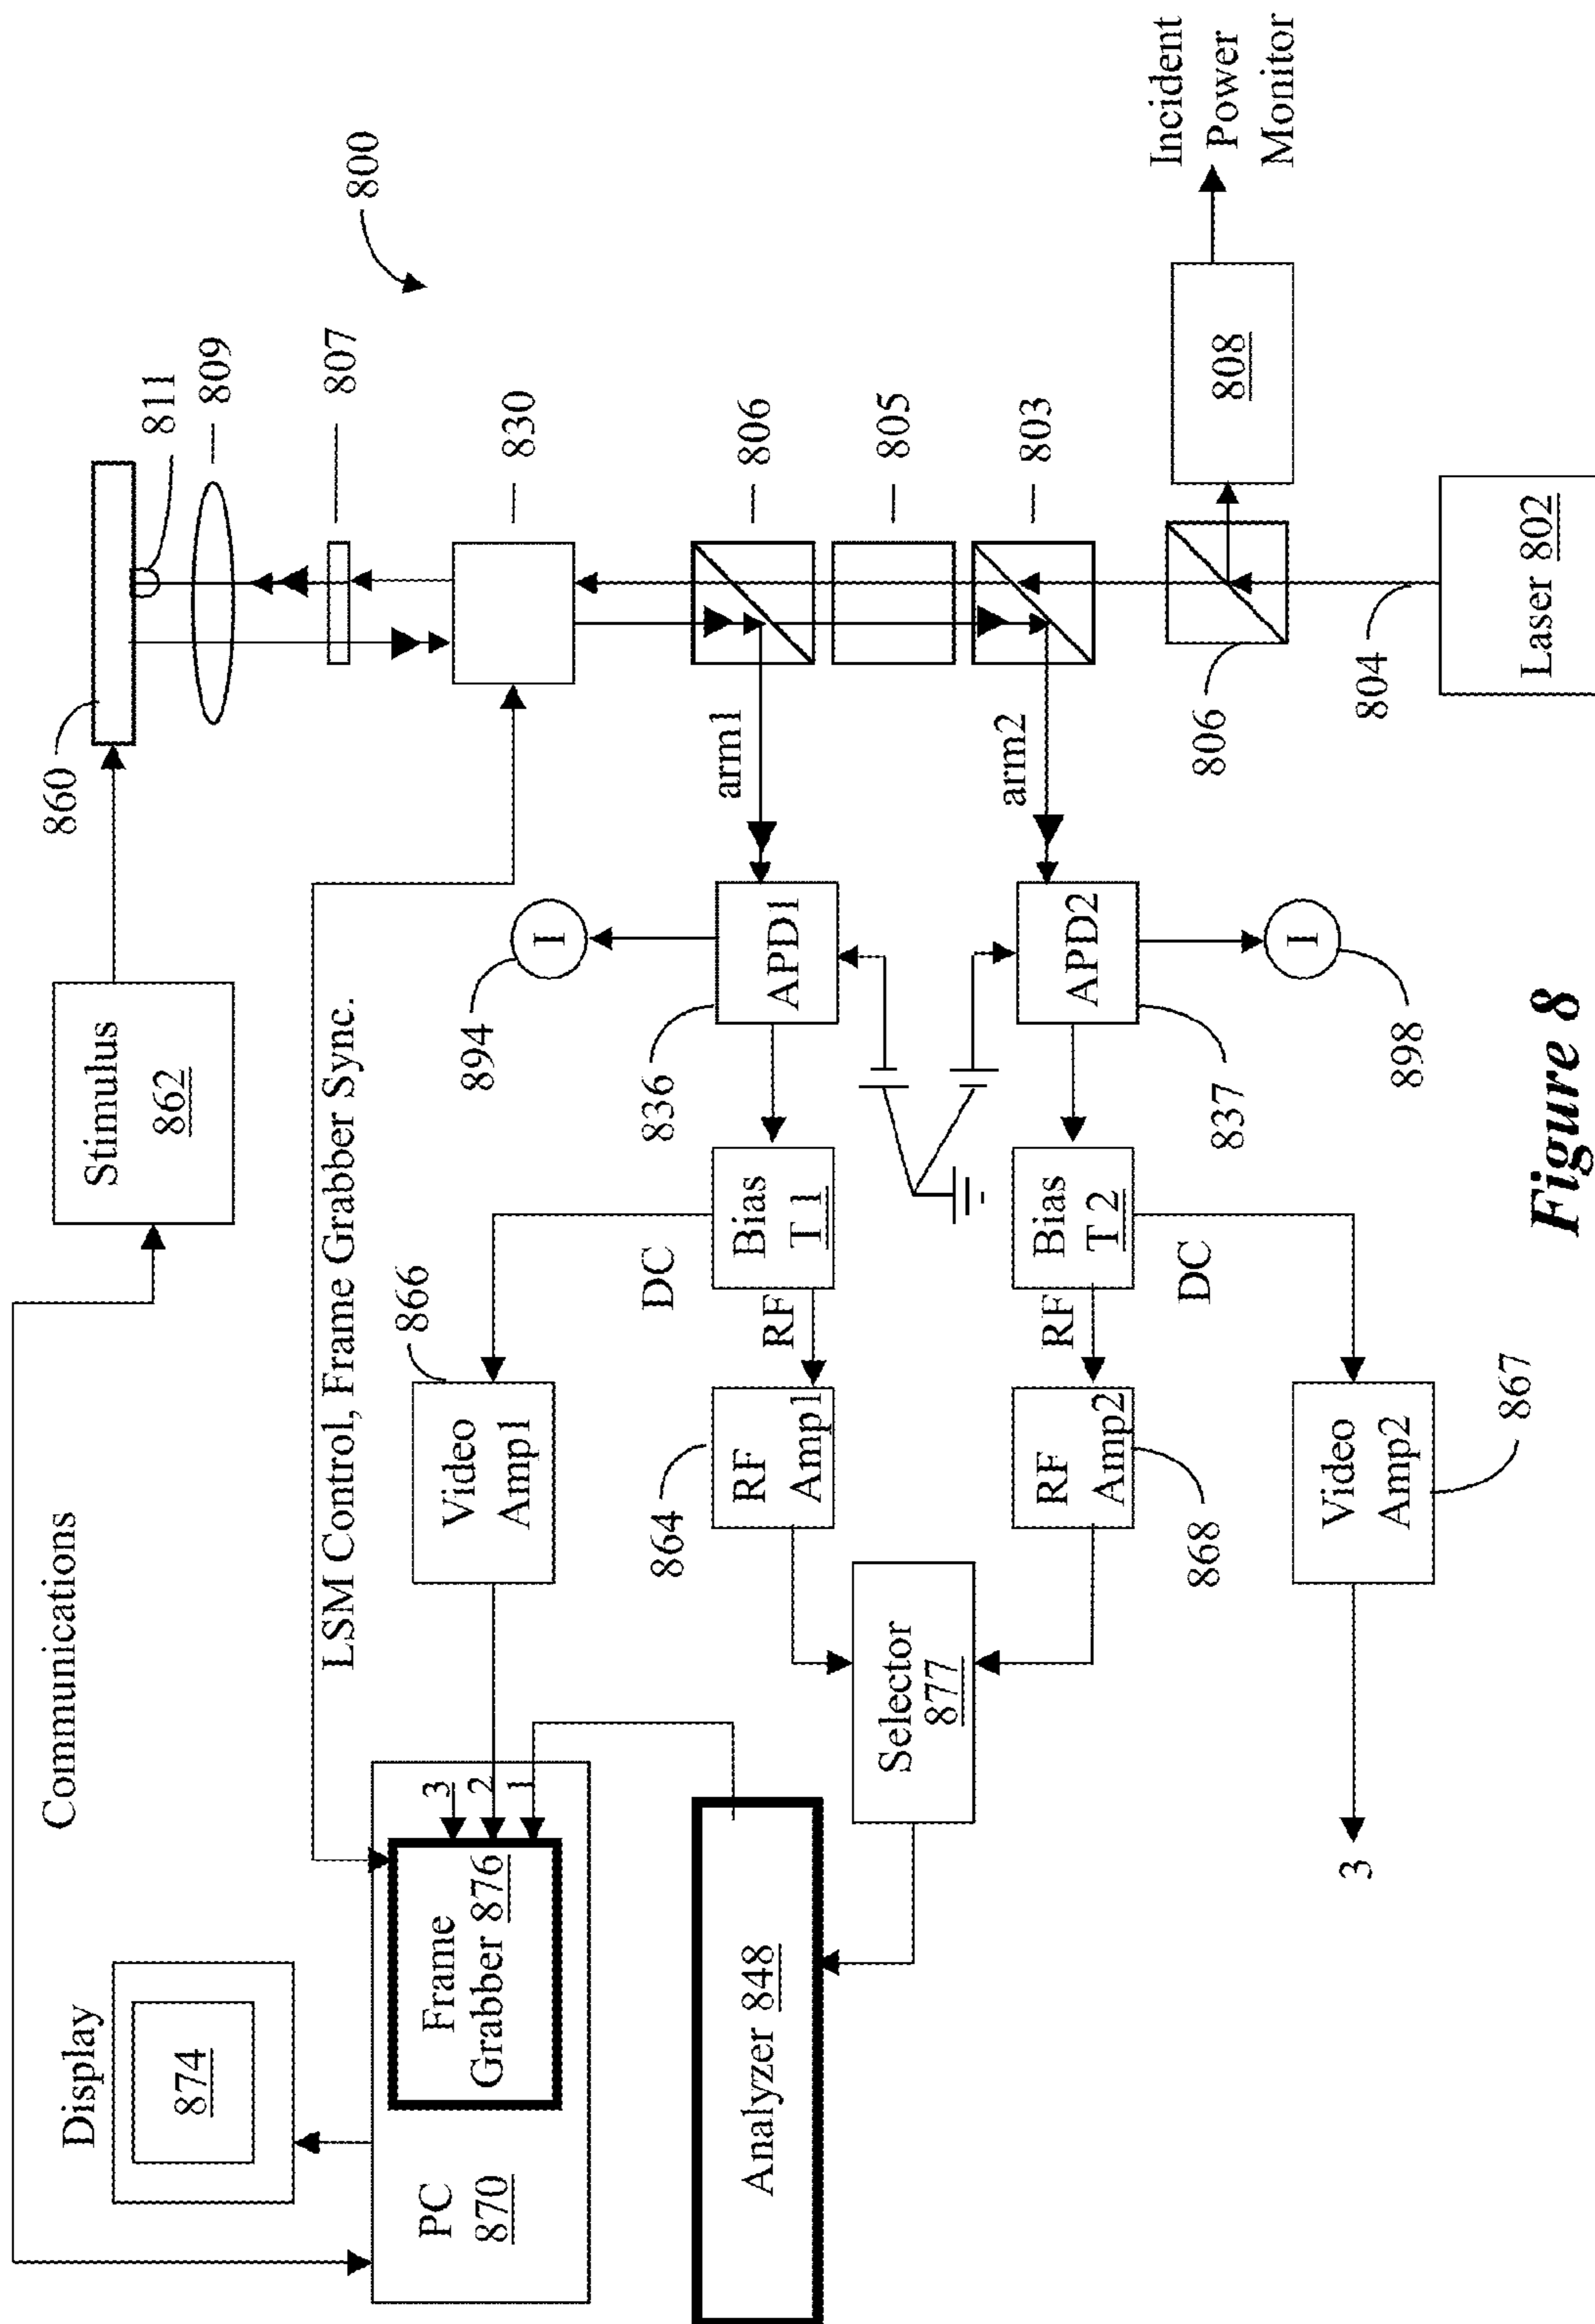 Communications
Display
874
Stimulus
862
860
811
809
807
800
LSM Control, Frame Grabber Sync.
PC
870
Frame
Grabber 876
3
2
1
Video
Amp1
866
894
I
830
Analyzer 848
Selector
877
864
RF
Amp1
RF
DC
Bias
T 1
836
APD1
arm1
806
805
RF
Amp2
868
RF
DC
Bias
T 2
837
APD2
arm2
803
Incident
Power
Monitor
808
3
Video
Amp2
867
898
I
806
804
Laser 802
Figure 8